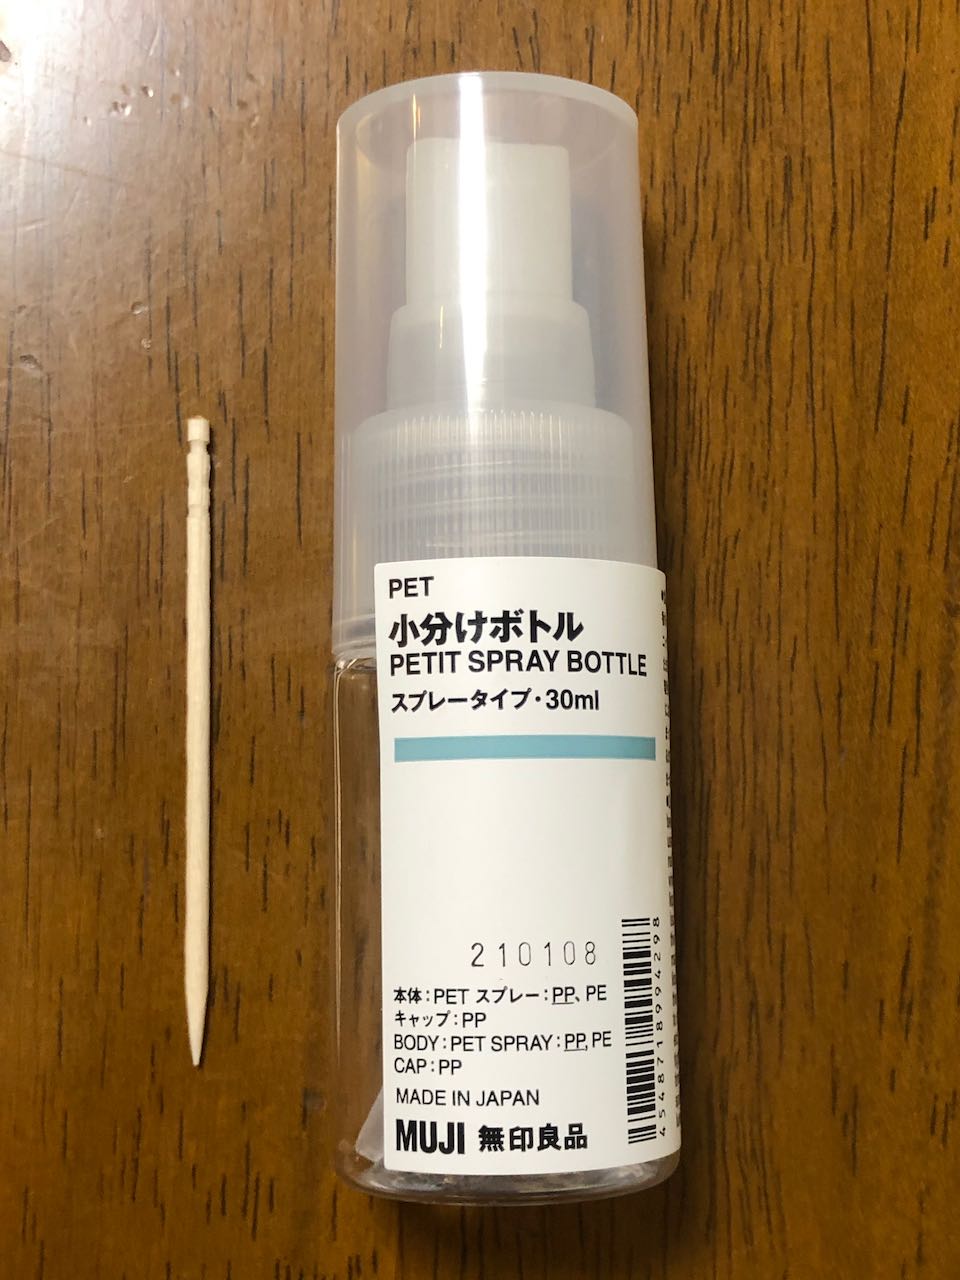 PET
小分けボトル
PETIT SPRAY BOTTLE
スプレータイプ・30ml
210108
本体：PET スプレー：PP、PE
キャップ：PP
BODY：PET SPRAY：PP, PE
CAP：PP
MADE IN JAPAN
MUJI 無印良品
4548718994298